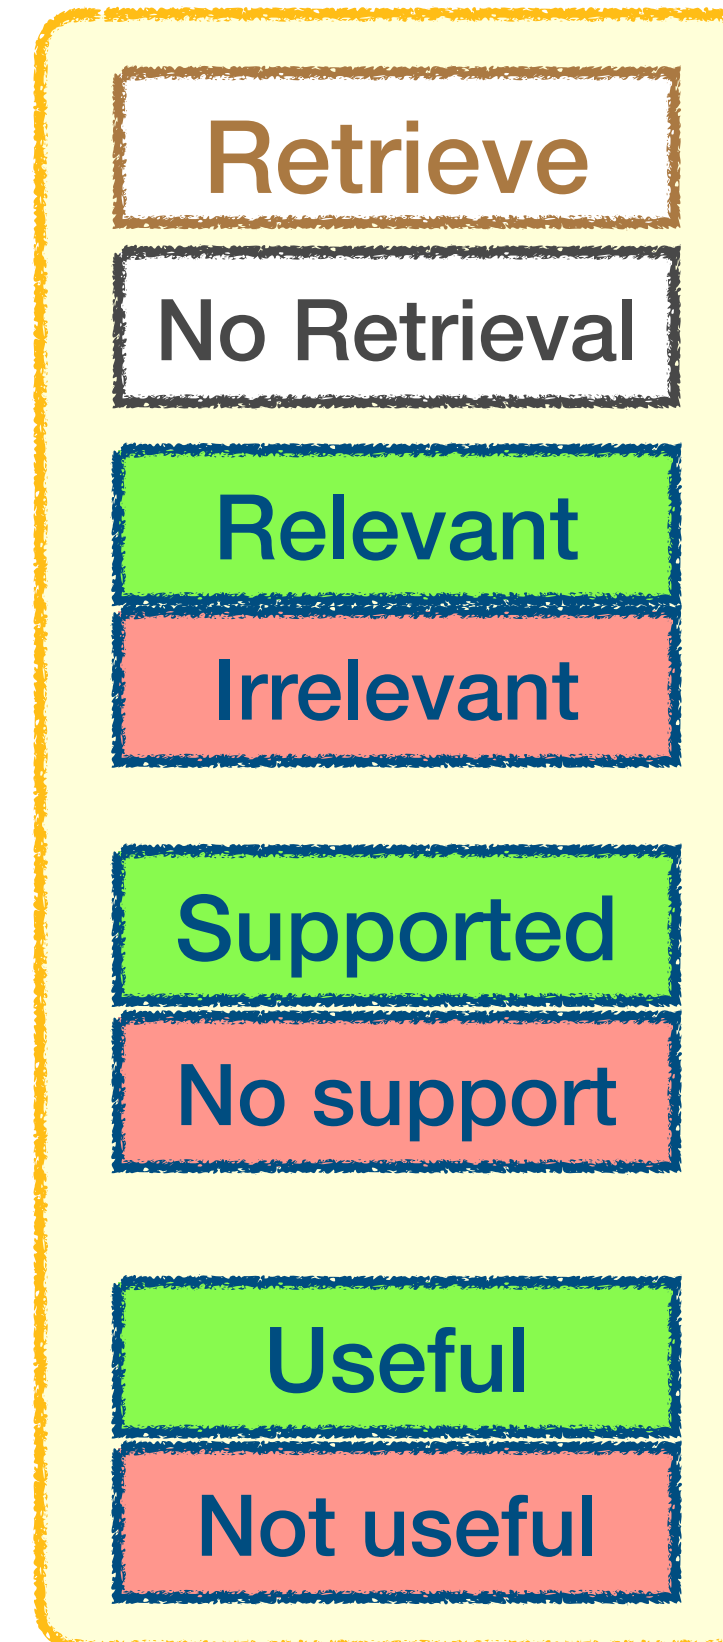 Retrieve
No Retrieval
Relevant
Irrelevant
Supported
No support
Useful
Not useful